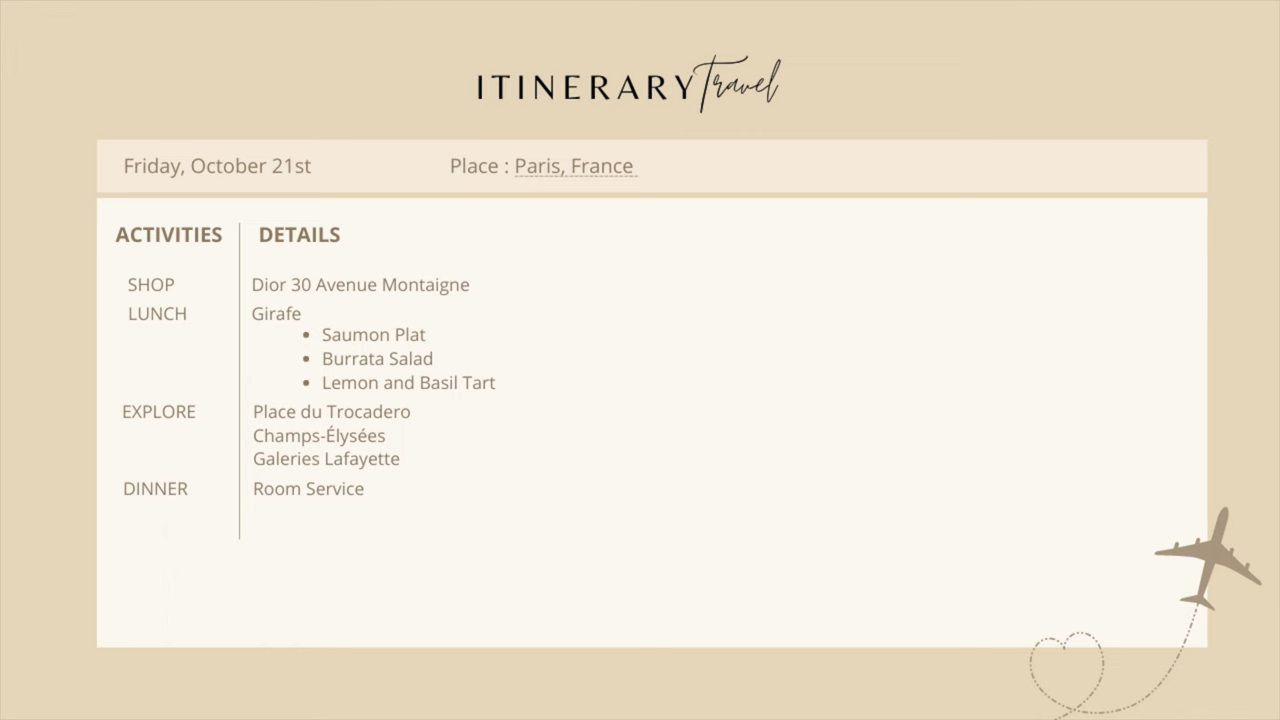 ITINERARY Travel
Friday, October 21st Place : Paris, France
ACTIVITIES DETAILS
SHOP Dior 30 Avenue Montaigne
LUNCH Girafe
• Saumon Plat
• Burrata Salad
• Lemon and Basil Tart
EXPLORE Place du Trocadero
Champs-Élysées
Galeries Lafayette
DINNER Room Service